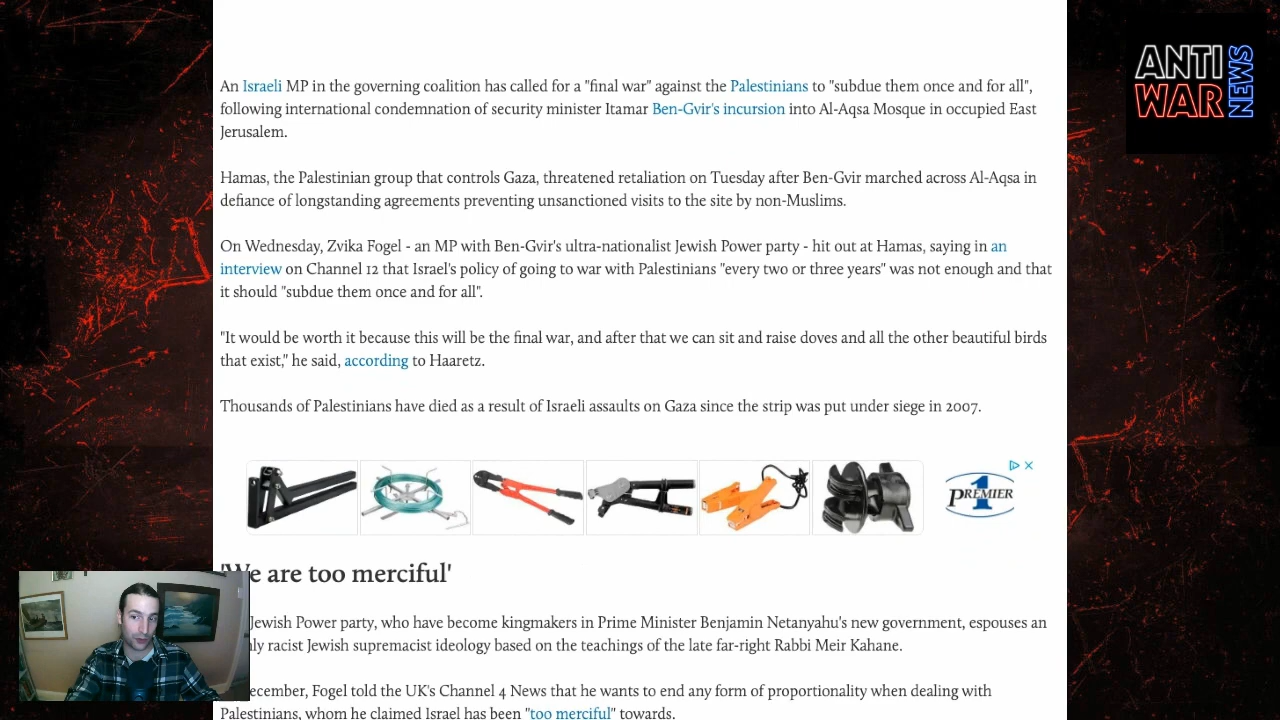 ANTI
WAR
NEWS
An Israeli MP in the governing coalition has called for a "final war" against the Palestinians to "subdue them once and for all",
following international condemnation of security minister Itamar Ben-Gvir's incursion into Al-Aqsa Mosque in occupied East
Jerusalem.
Hamas, the Palestinian group that controls Gaza, threatened retaliation on Tuesday after Ben-Gvir marched across Al-Aqsa in
defiance of longstanding agreements preventing unsanctioned visits to the site by non-Muslims.
On Wednesday, Zvika Fogel - an MP with Ben-Gvir's ultra-nationalist Jewish Power party - hit out at Hamas, saying in an
interview on Channel 12 that Israel's policy of going to war with Palestinians "every two or three years" was not enough and that
it should "subdue them once and for all".
"It would be worth it because this will be the final war, and after that we can sit and raise doves and all the other beautiful birds
that exist," he said, according to Haaretz.
Thousands of Palestinians have died as a result of Israeli assaults on Gaza since the strip was put under siege in 2007.
PREMIER 1
'We are too merciful'
Jewish Power party, who have become kingmakers in Prime Minister Benjamin Netanyahu's new government, espouses an
racist Jewish supremacist ideology based on the teachings of the late far-right Rabbi Meir Kahane.
December, Fogel told the UK's Channel 4 News that he wants to end any form of proportionality when dealing with
Palestinians, whom he claimed Israel has been "too merciful" towards.